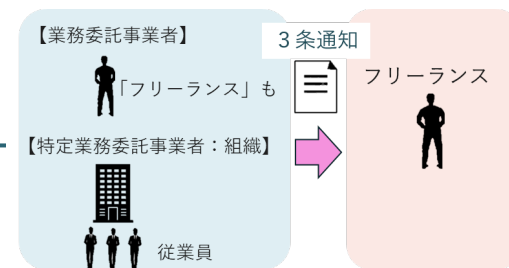 【業務委託事業者】
３条通知
「フリーランス」も
フリーランス
【特定業務委託事業者：組織】
従業員